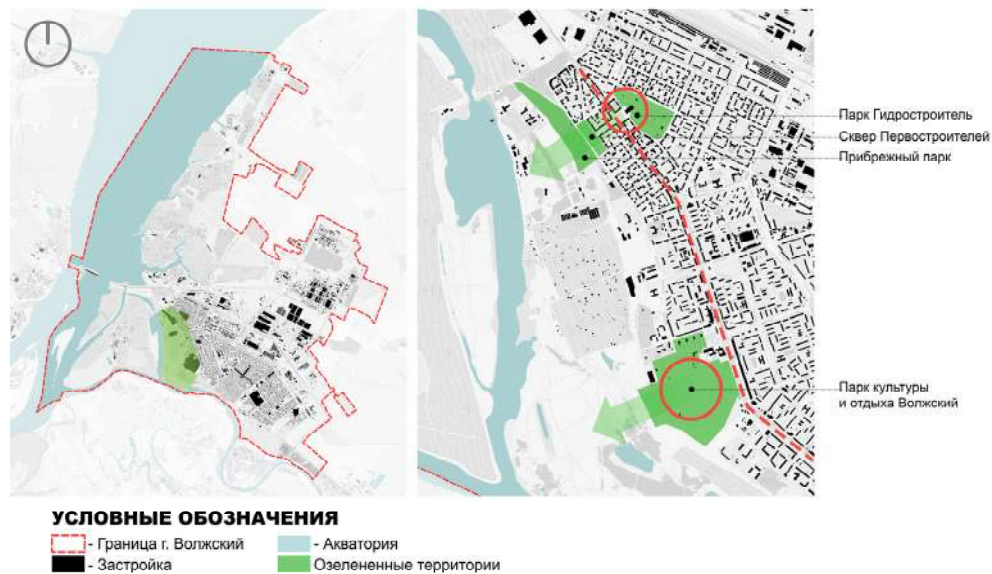 Парк Гидростроитель
Сквер Первостроителей
Прибрежный парк
Парк культуры
и отдыха Волжский
УСЛОВНЫЕ ОБОЗНАЧЕНИЯ
- Граница г. Волжский
- Акватория
- Застройка
Озелененные территории